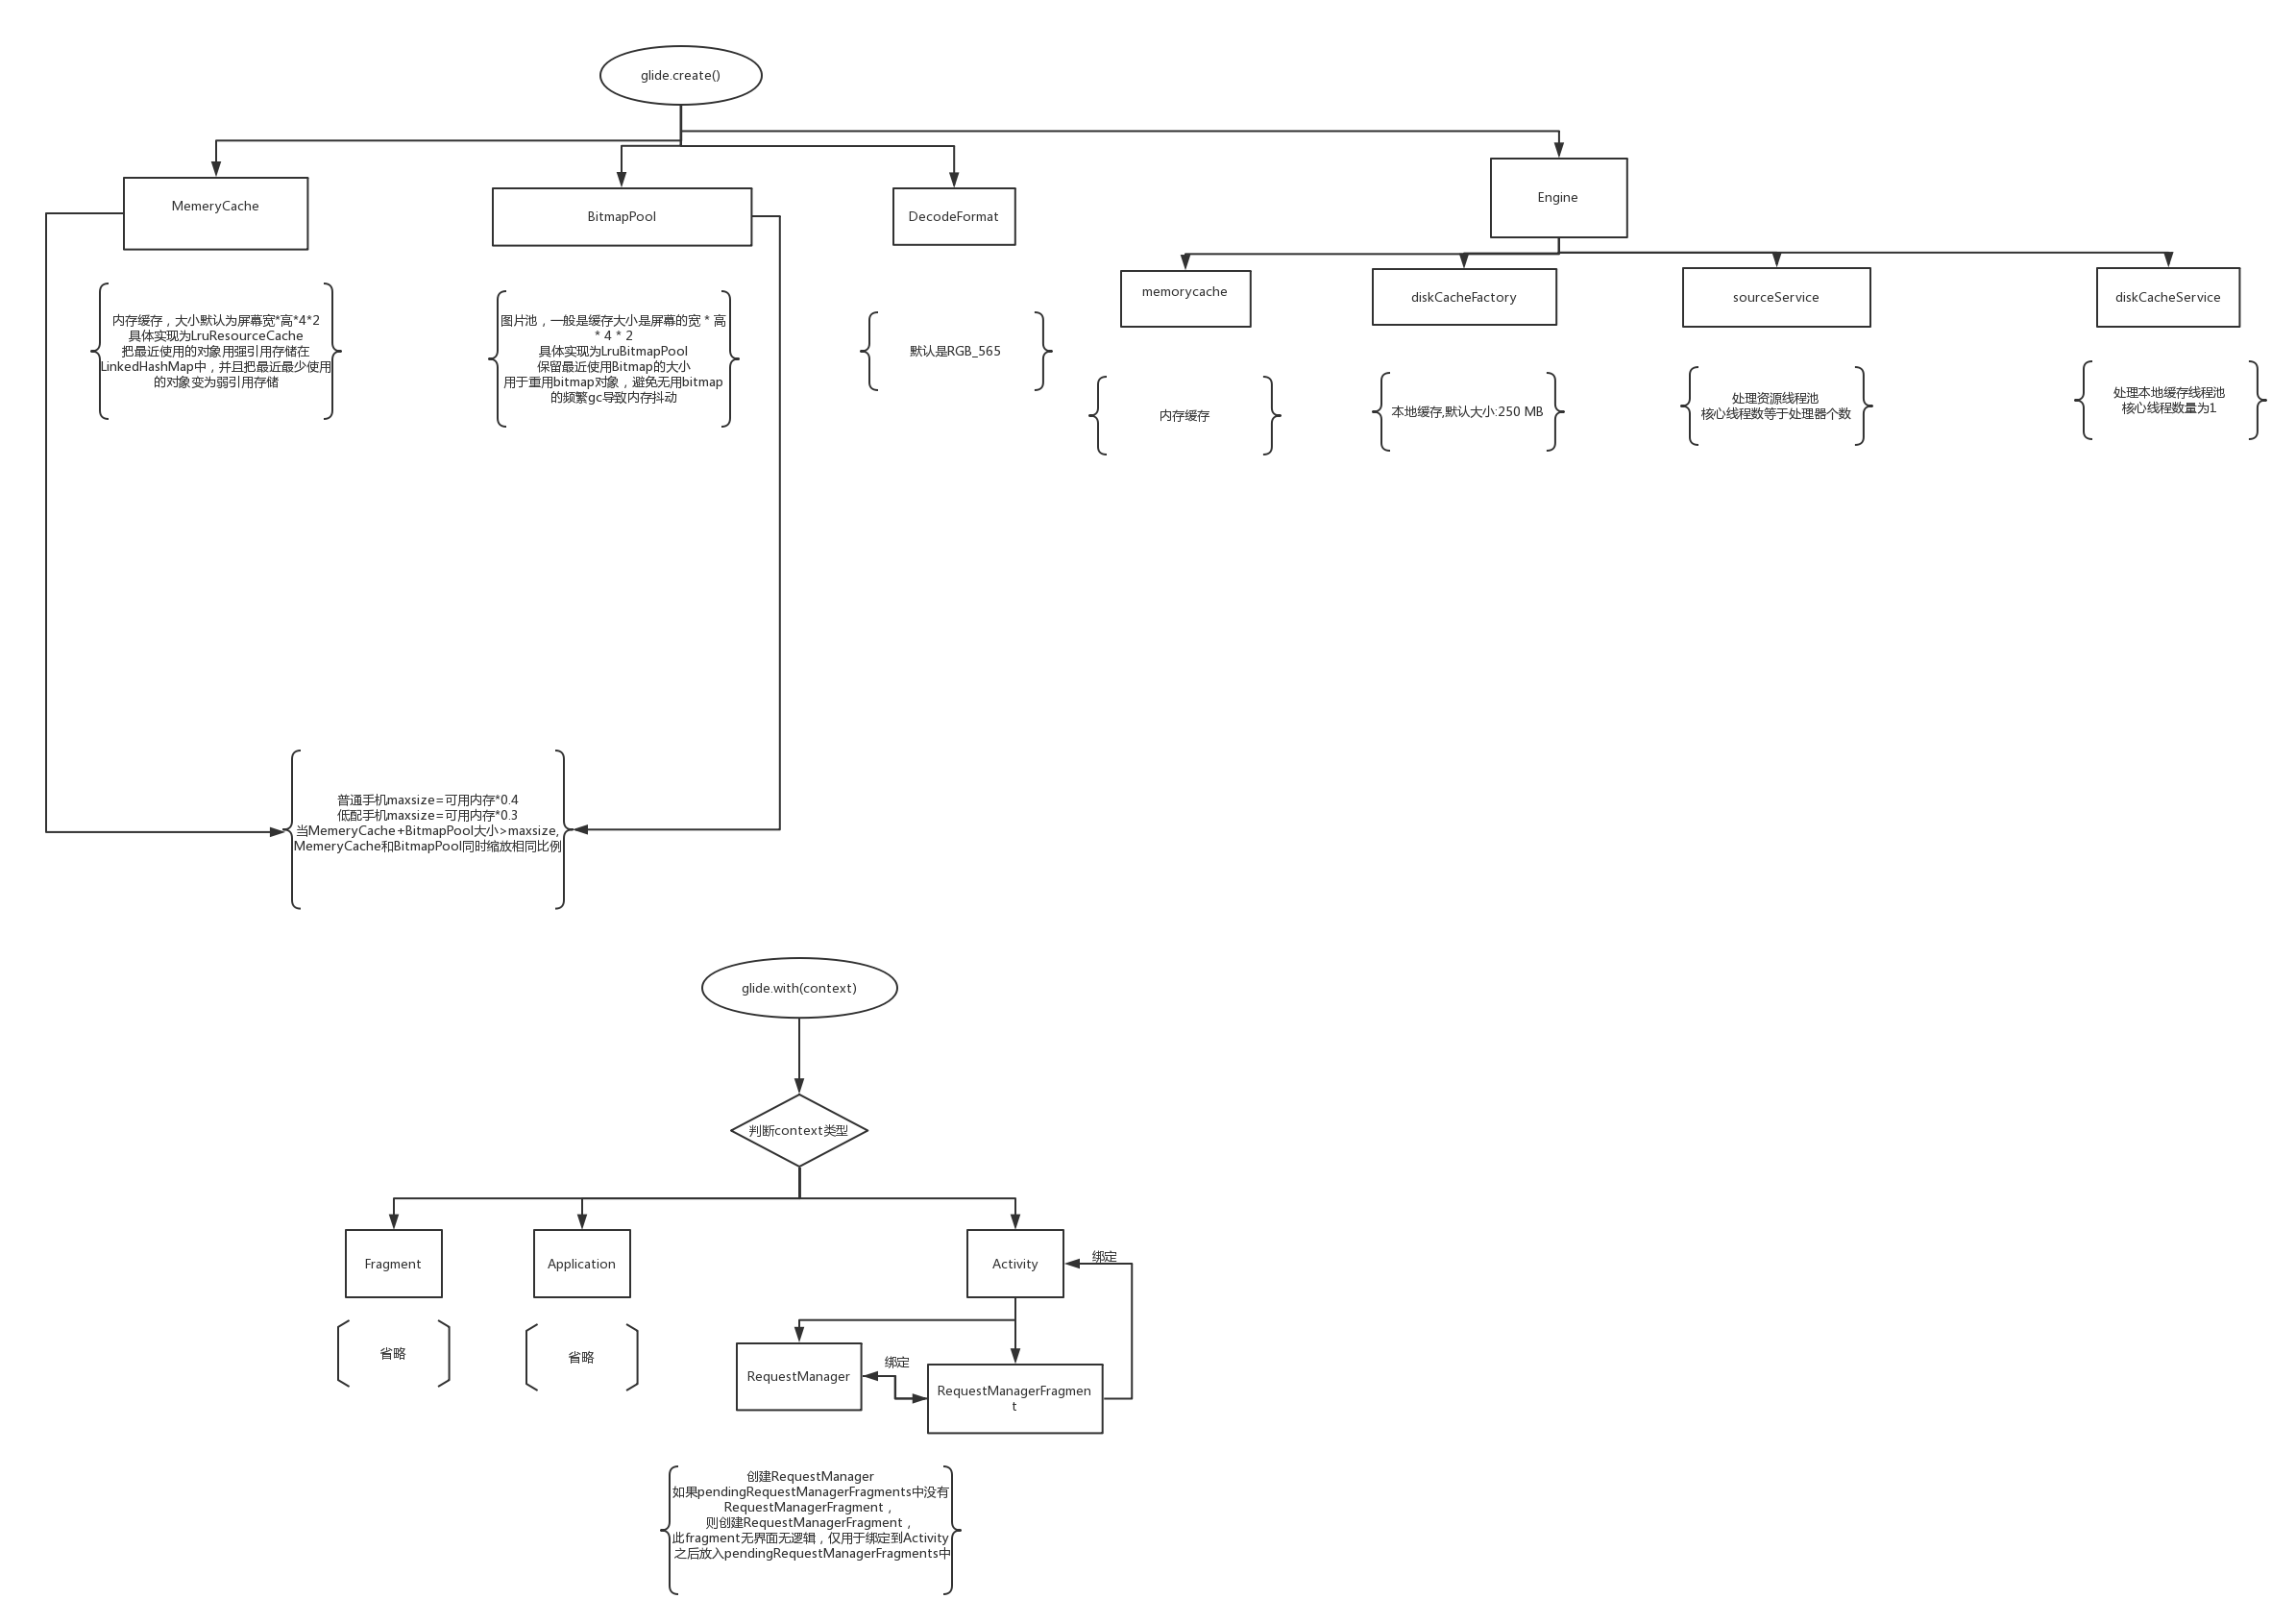 glide.create()
MemeryCache
BitmapPool
DecodeFormat
Engine
memorycache
diskCacheFactory
sourceService
diskCacheService
内存缓存，大小默认为屏幕宽*高*4*2
具体实现为LruResourceCache
把最近使用的对象用强引用存储在
LinkedHashMap中，并且把最近最少使用
的对象变为弱引用存储
图片池，一般是缓存大小是屏幕的宽 * 高
* 4 * 2
具体实现为LruBitmapPool
保留最近使用Bitmap的大小
用于重用bitmap对象，避免无用bitmap
的频繁gc导致内存抖动
默认是RGB_565
内存缓存
本地缓存,默认大小:250 MB
处理资源线程池
核心线程数等于处理器个数
处理本地缓存线程池
核心线程数量为1
普通手机maxsize=可用内存*0.4
低配手机maxsize=可用内存*0.3
当MemeryCache+BitmapPool大小>maxsize,
MemeryCache和BitmapPool同时缩放相同比例
glide.with(context)
判断context类型
Fragment
Application
Activity
绑定
省略
省略
RequestManager
绑定
RequestManagerFragmen
t
创建RequestManager
如果pendingRequestManagerFragments中没有
RequestManagerFragment，
则创建RequestManagerFragment，
此fragment无界面无逻辑，仅用于绑定到Activity
之后放入pendingRequestManagerFragments中